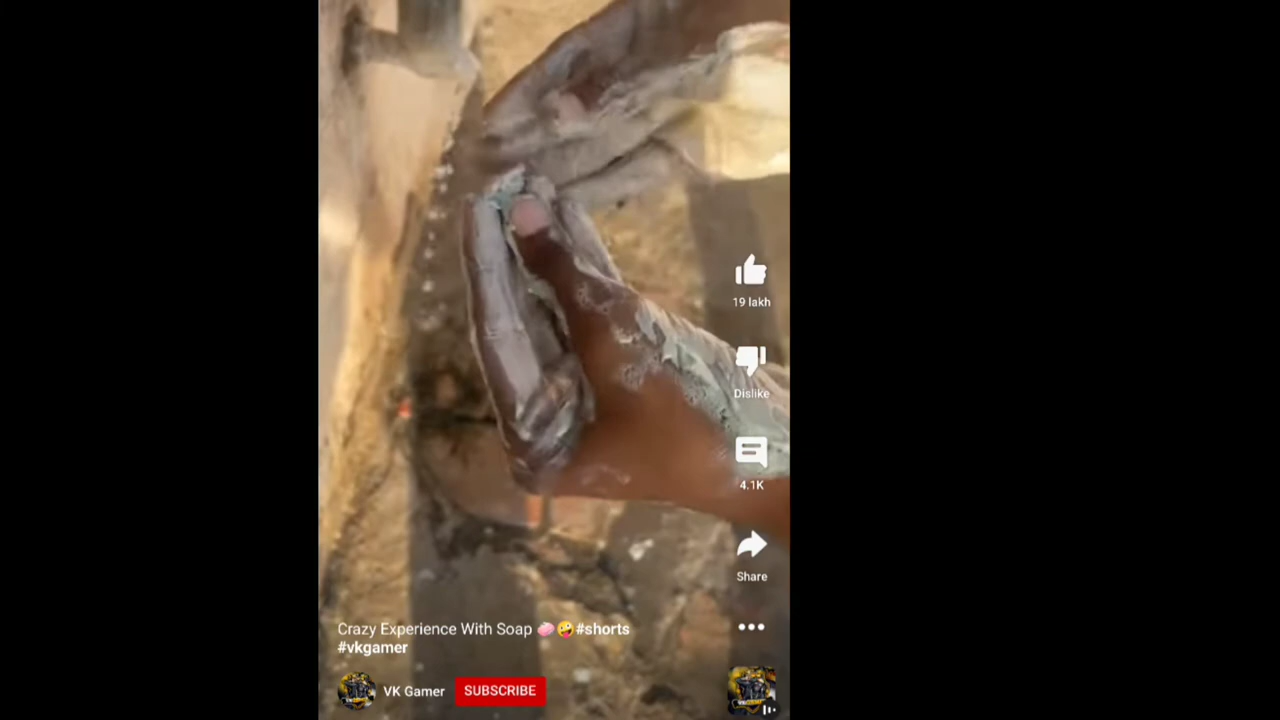 19 lakh
Dislike
4.1K
Share
Crazy Experience With Soap 🧼🤪#shorts
#vkgamer
VK Gamer
SUBSCRIBE